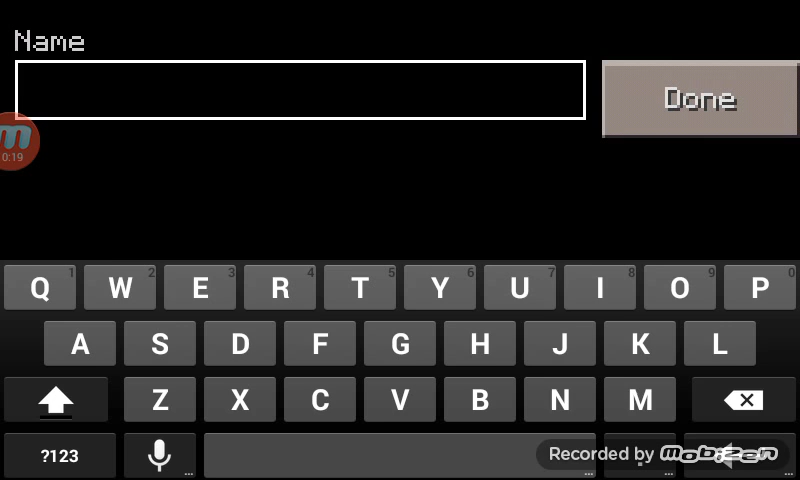 Name
Done
m
0:19
Q 1 W 2 E 3 R 4 T 5 Y 6 U 7 I 8 O 9 P 0
A S D F G H J K L
Z X C V B N M
?123 ... ... . ... ...
Recorded by mobizen